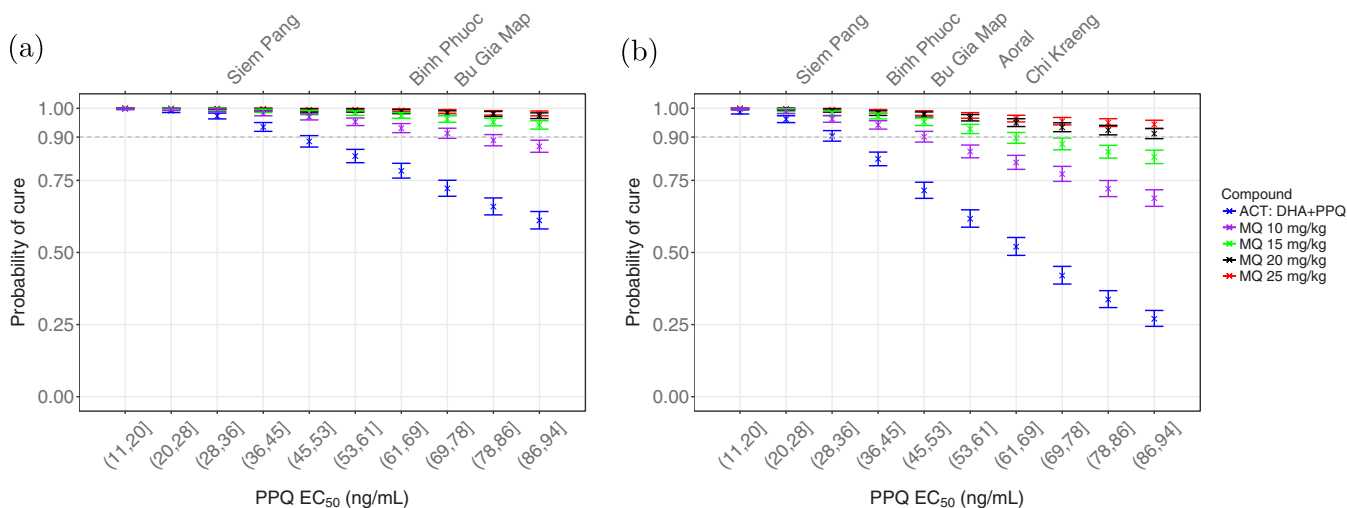 (a)
Siem Pang
Binh Phuoc
Bu Gia Map
Probability of cure
1.00
0.90
0.75
0.50
0.25
0.00
(11,20]
(20,28]
(28,36]
(36,45]
(45,53]
(53,61]
(61,69]
(69,78]
(78,86]
(86,94]
PPQ EC50 (ng/mL)
(b)
Siem Pang
Binh Phuoc
Bu Gia Map
Aoral
Chi Kraeng
Probability of cure
1.00
0.90
0.75
0.50
0.25
0.00
(11,20]
(20,28]
(28,36]
(36,45]
(45,53]
(53,61]
(61,69]
(69,78]
(78,86]
(86,94]
PPQ EC50 (ng/mL)
Compound
ACT: DHA+PPQ
MQ 10 mg/kg
MQ 15 mg/kg
MQ 20 mg/kg
MQ 25 mg/kg